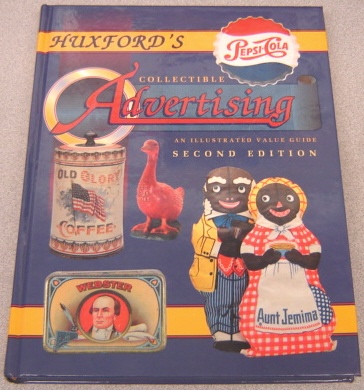 HUXFORD'S
PEPSI-COLA
COLLECTIBLE
Advertising
AN ILLUSTRATED VALUE GUIDE
SECOND EDITION
OLD GLORY
COFFEE
WEBSTER
Aunt Jemima